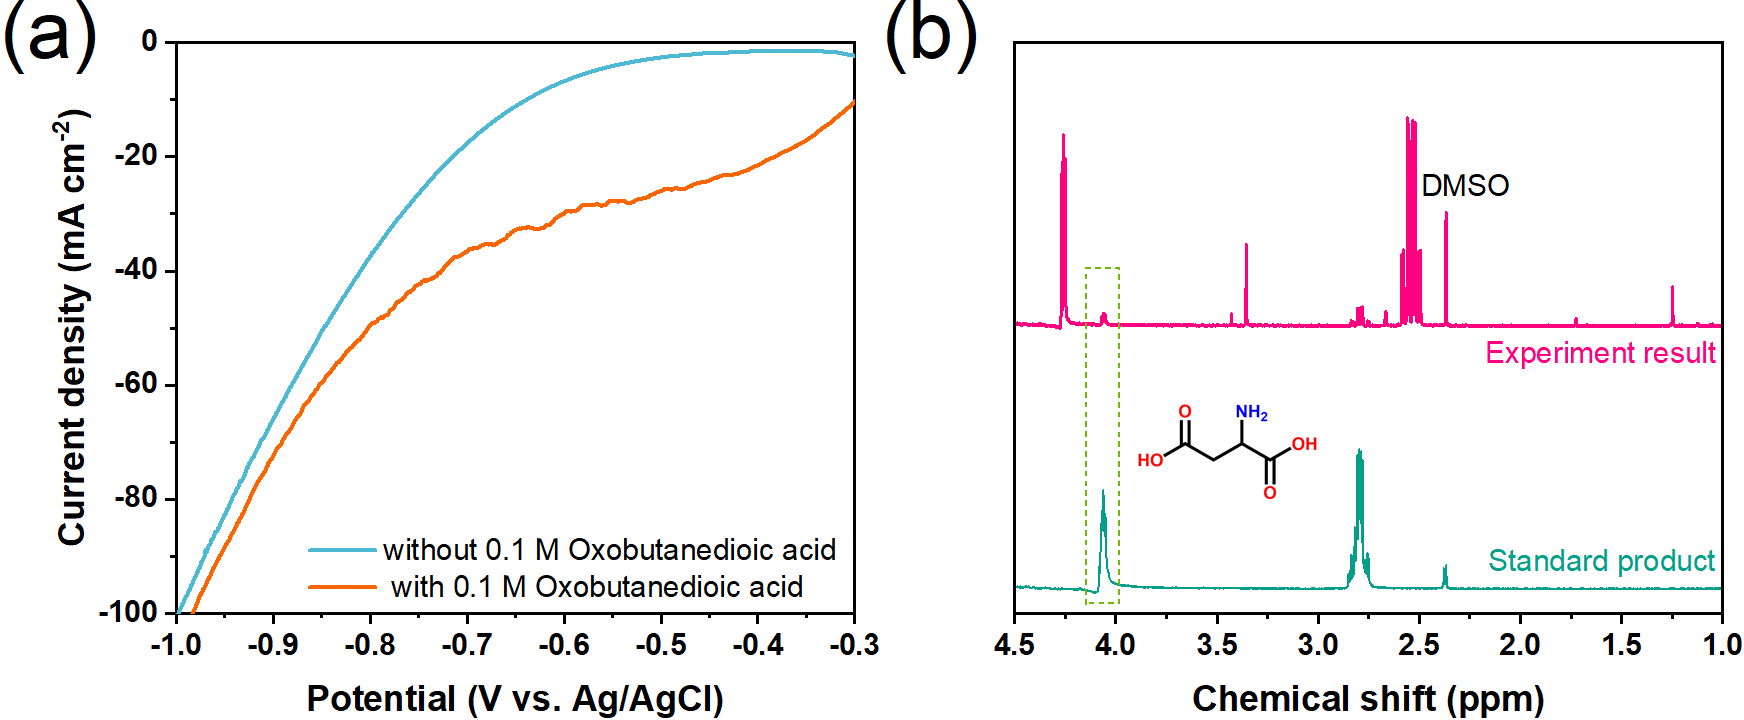 (a)
0
-20
-40
-60
-80
-100
Current density (mA cm⁻²)
without 0.1 M Oxobutanedioic acid
with 0.1 M Oxobutanedioic acid
-1.0 -0.9 -0.8 -0.7 -0.6 -0.5 -0.4 -0.3
Potential (V vs. Ag/AgCl)
(b)
DMSO
Experiment result
O NH₂
HO OH
O
Standard product
4.5 4.0 3.5 3.0 2.5 2.0 1.5 1.0
Chemical shift (ppm)